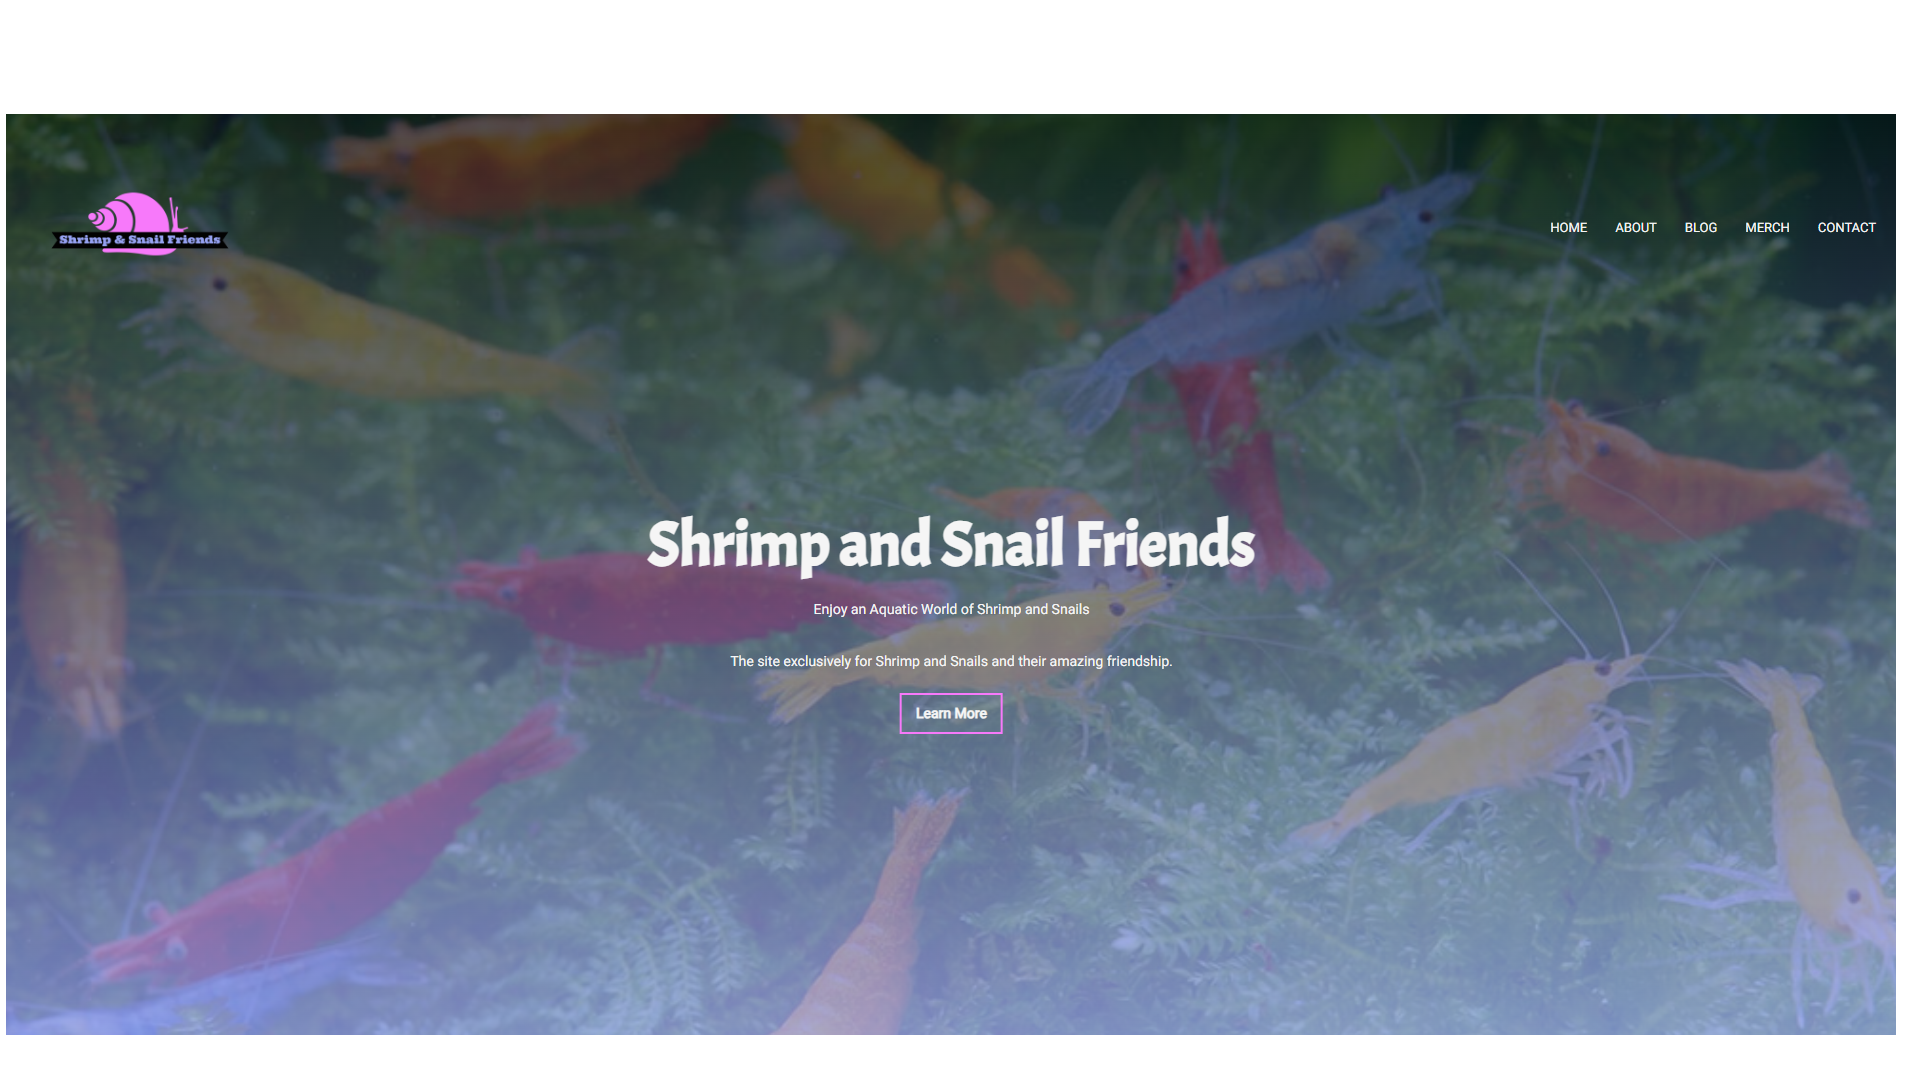 Shrimp & Snail Friends
HOME ABOUT BLOG MERCH CONTACT
Shrimp and Snail Friends
Enjoy an Aquatic World of Shrimp and Snails
The site exclusively for Shrimp and Snails and their amazing friendship.
Learn More